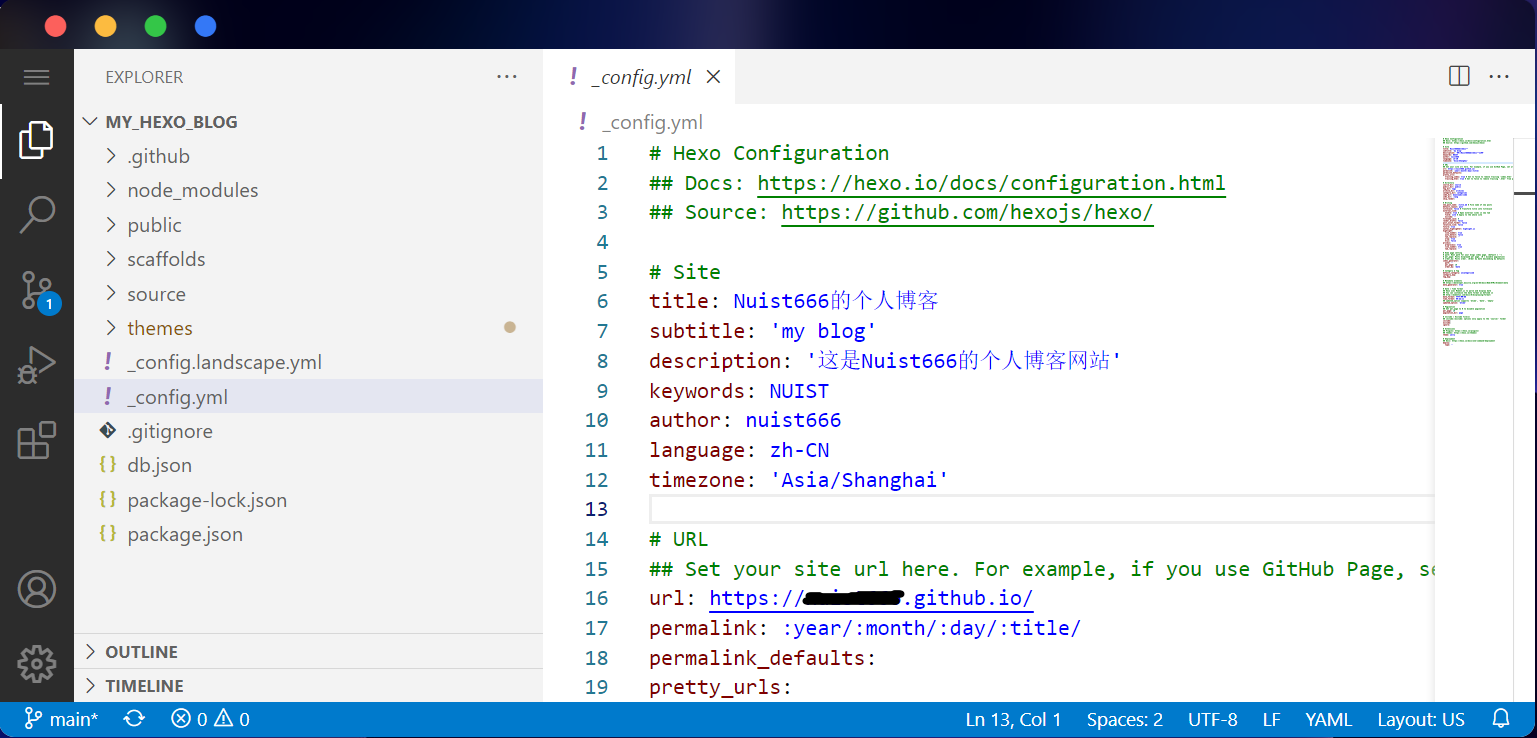 EXPLORER
MY_HEXO_BLOG
.github
node_modules
public
scaffolds
source
themes
_config.landscape.yml
_config.yml
.gitignore
db.json
package-lock.json
package.json
OUTLINE
TIMELINE
1
! _config.yml
! _config.yml
1 # Hexo Configuration
2 ## Docs: https://hexo.io/docs/configuration.html
3 ## Source: https://github.com/hexojs/hexo/
4
5 # Site
6 title: Nuist666的个人博客
7 subtitle: 'my blog'
8 description: '这是Nuist666的个人博客网站'
9 keywords: NUIST
10 author: nuist666
11 language: zh-CN
12 timezone: 'Asia/Shanghai'
13
14 # URL
15 ## Set your site url here. For example, if you use GitHub Page, se
16 url: https:// .github.io/
17 permalink: :year/:month/:day/:title/
18 permalink_defaults:
19 pretty_urls:
main* 0 0 Ln 13, Col 1 Spaces: 2 UTF-8 LF YAML Layout: US